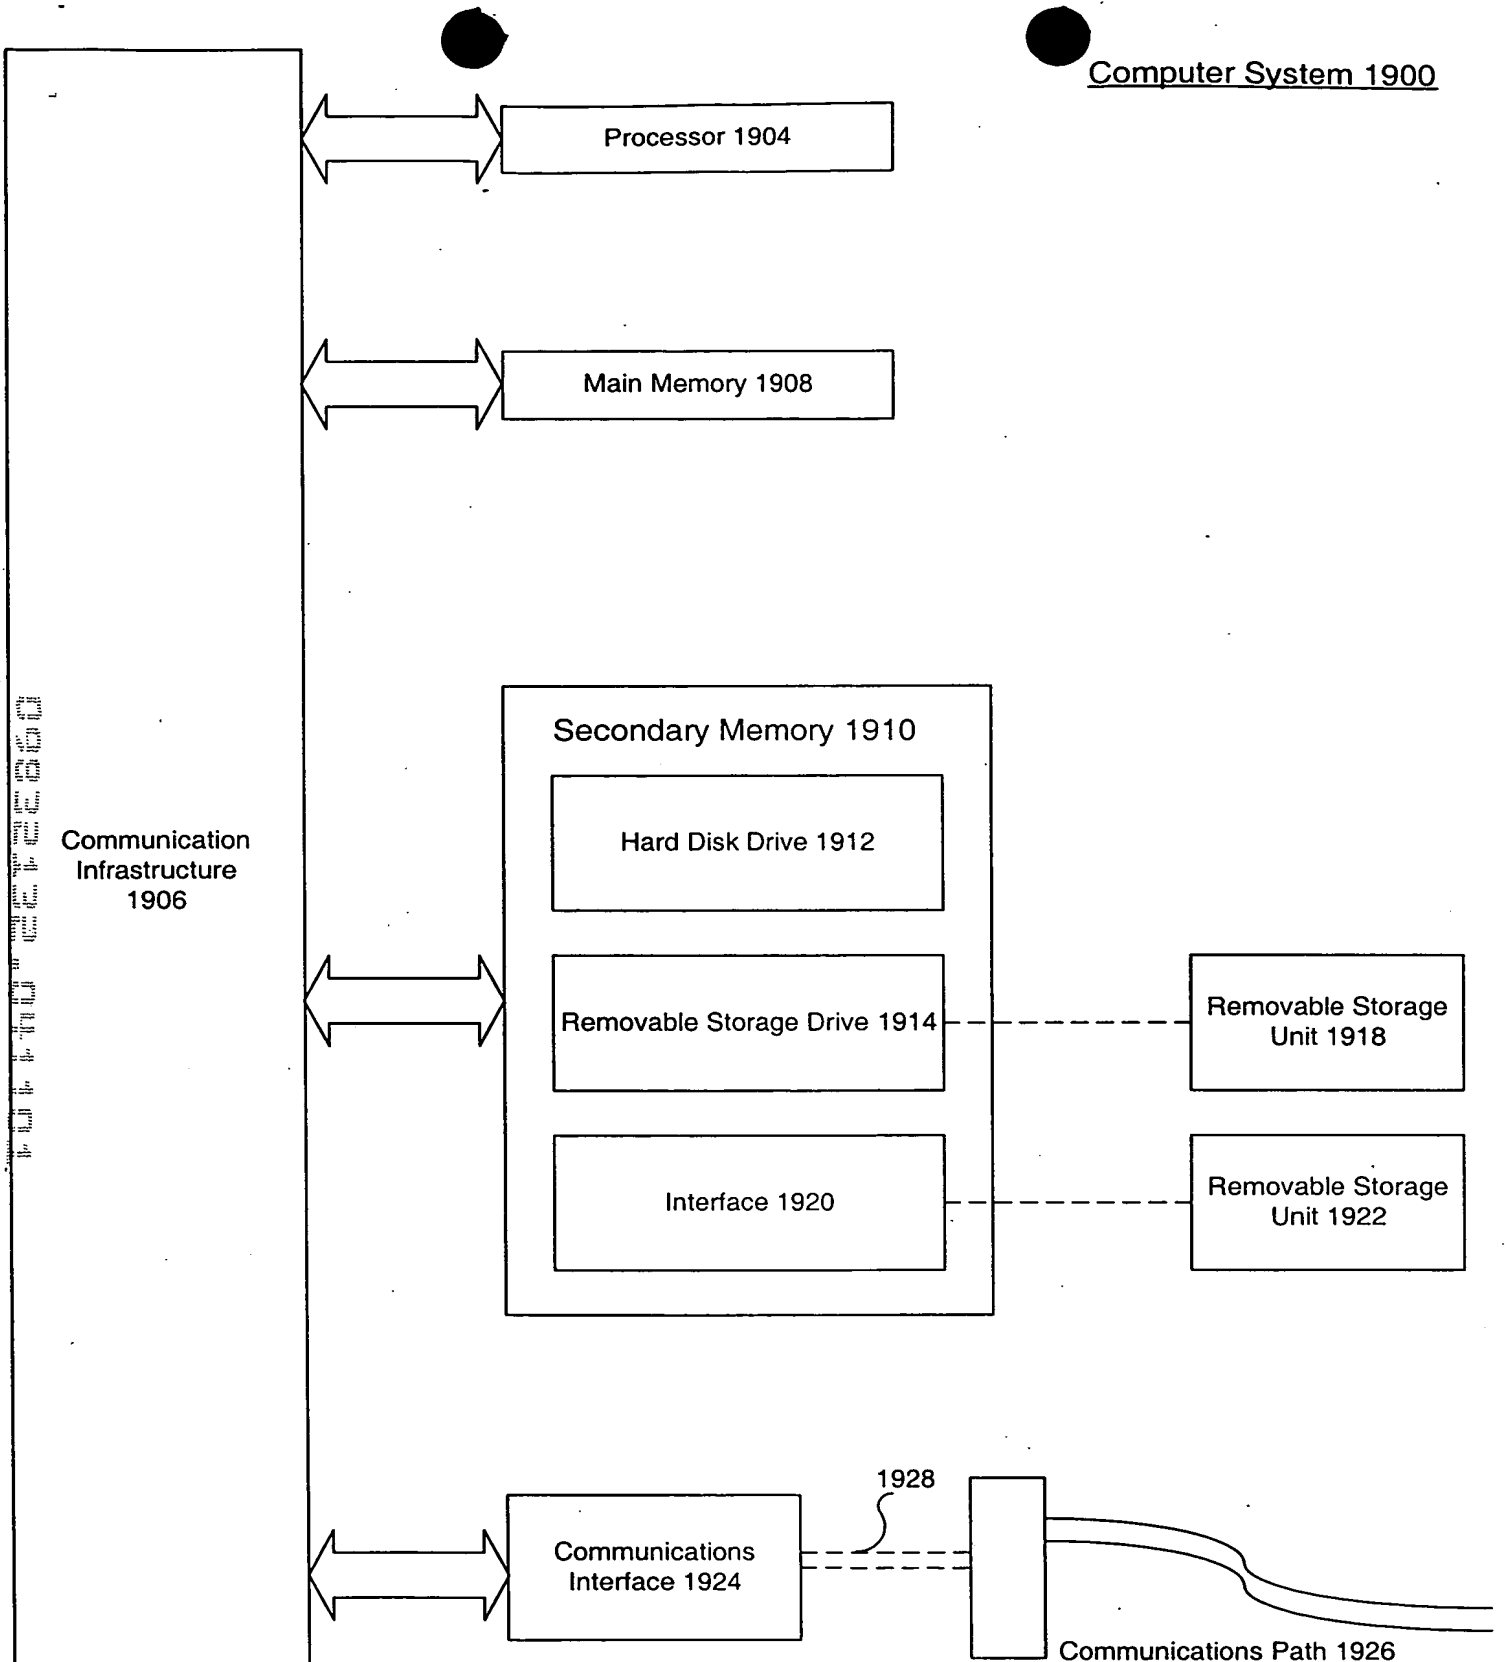 Computer System 1900
Processor 1904
Main Memory 1908
Secondary Memory 1910
Hard Disk Drive 1912
Communication
Infrastructure
1906
Removable Storage Drive 1914
Removable Storage
Unit 1918
Interface 1920
Removable Storage
Unit 1922
1928
Communications
Interface 1924
Communications Path 1926